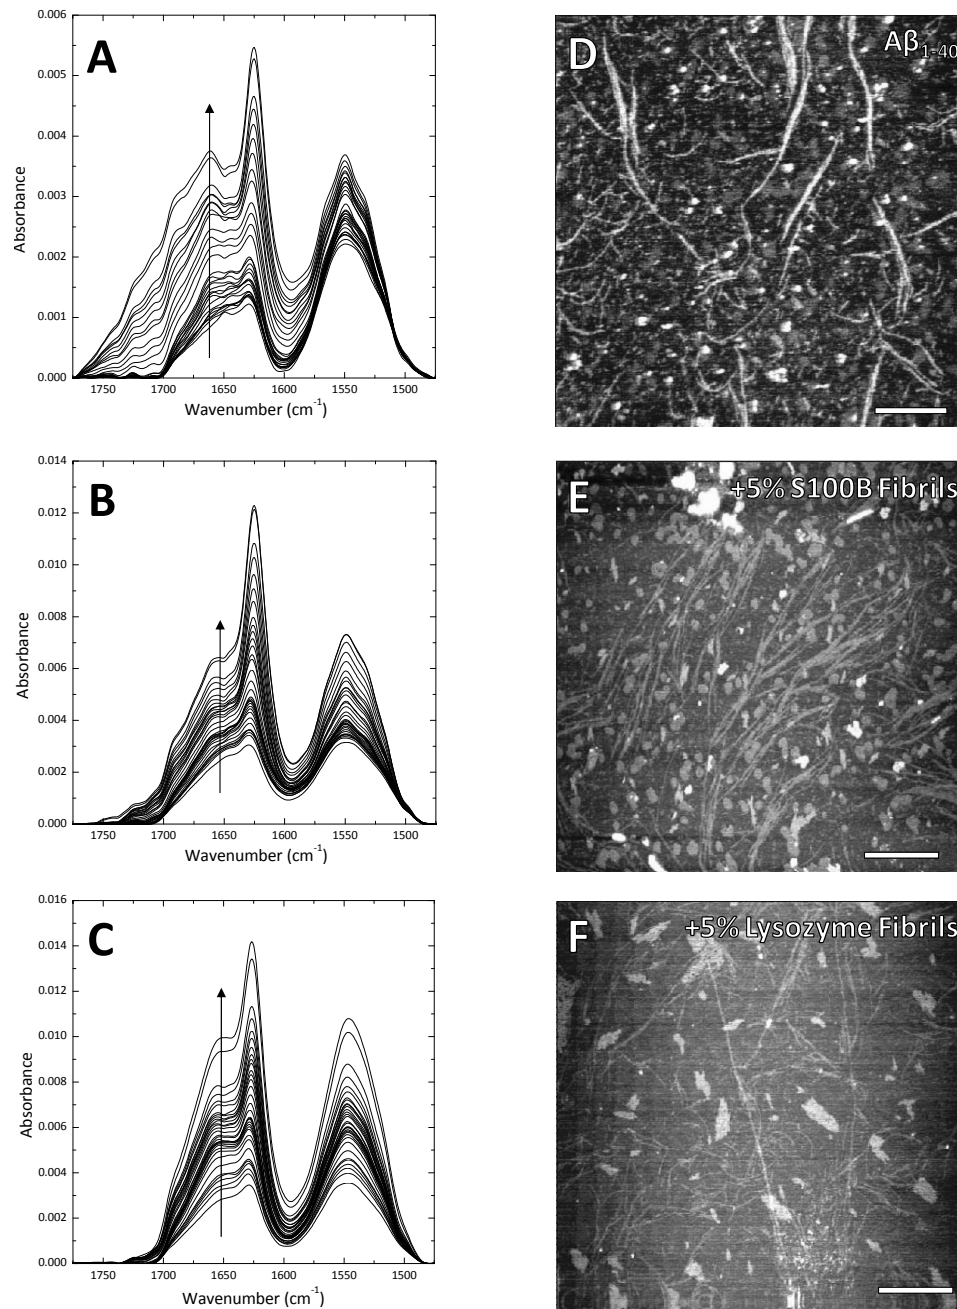 A
0.006
0.005
0.004
0.003
0.002
0.001
0.000
Absorbance
1750 1700 1650 1600 1550 1500
Wavenumber (cm⁻¹)
D
Aβ₁₋₄₀
B
0.014
0.012
0.010
0.008
0.006
0.004
0.002
0.000
Absorbance
1750 1700 1650 1600 1550 1500
Wavenumber (cm⁻¹)
E
+5% S100B Fibrils
C
0.016
0.014
0.012
0.010
0.008
0.006
0.004
0.002
0.000
Absorbance
1750 1700 1650 1600 1550 1500
Wavenumber (cm⁻¹)
F
+5% Lysozyme Fibrils